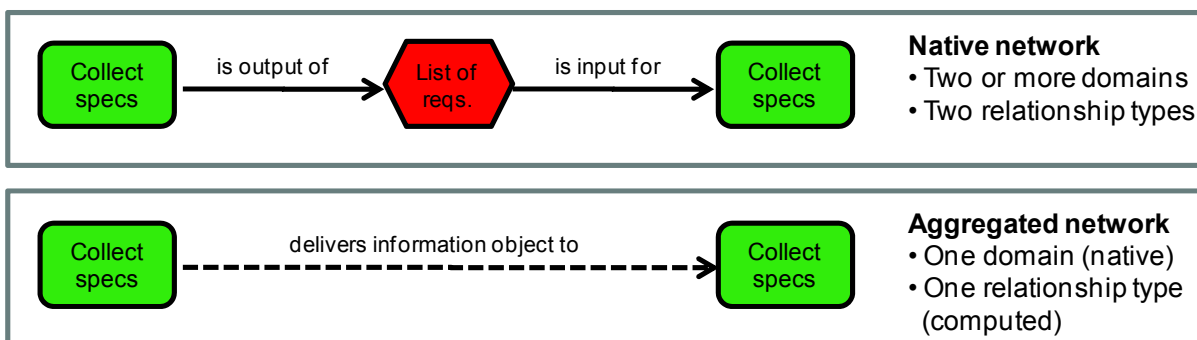 Collect
specs
is output of
List of
reqs.
is input for
Collect
specs
Native network
• Two or more domains
• Two relationship types
Collect
specs
delivers information object to
Collect
specs
Aggregated network
• One domain (native)
• One relationship type
(computed)